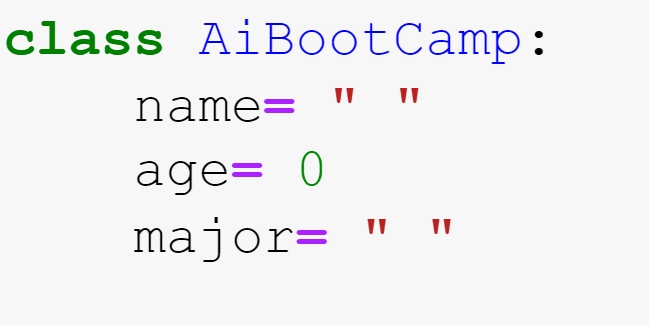 class AiBootCamp:
    name= " "
    age= 0
    major= " "